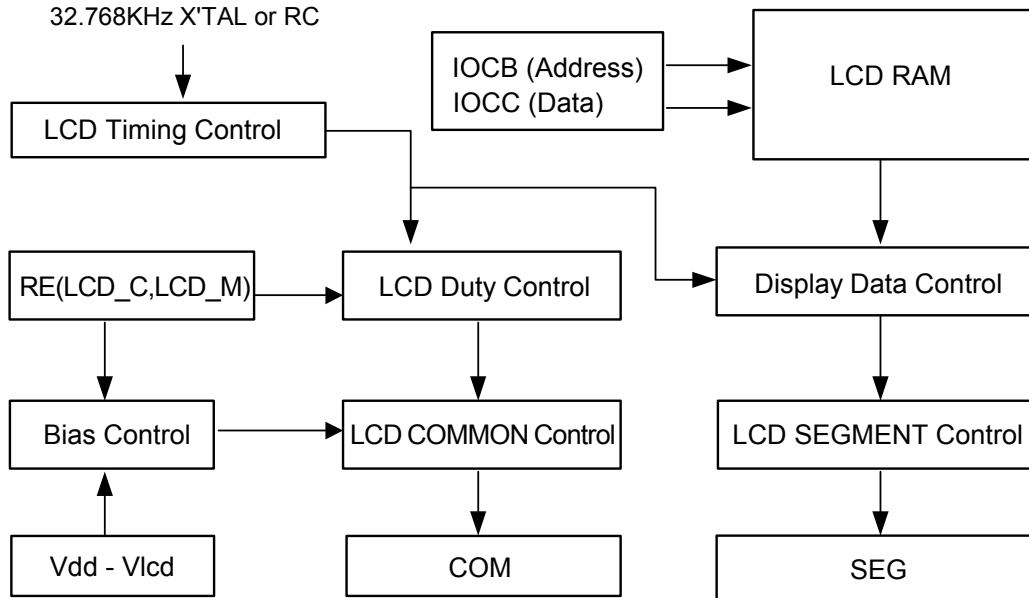 32.768KHz X'TAL or RC
IOCB (Address)
IOCC (Data)
LCD RAM
LCD Timing Control
RE(LCD_C,LCD_M)
LCD Duty Control
Display Data Control
Bias Control
LCD COMMON Control
LCD SEGMENT Control
Vdd - Vlcd
COM
SEG